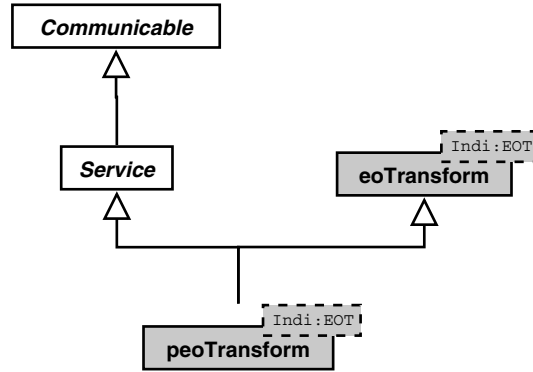 Communicable
Service
Indi:EOT
eoTransform
Indi:EOT
peoTransform